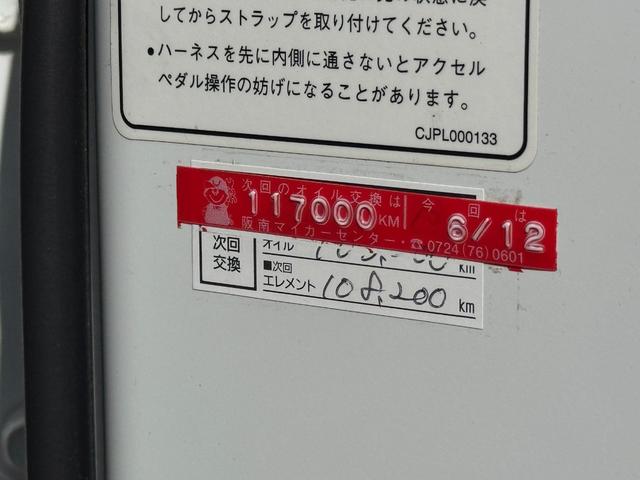 してからストラップを取り付けてください。
●ハーネスを先に内側に通さないとアクセル
ペダル操作の妨げになることがあります。
CJPL000133
次回のオイル交換は 今回は
117000KM 6/12
阪南マイカーセンター・☎0724(76)0601
次回
交換
オイル km
■次回
エレメント 108,200 km